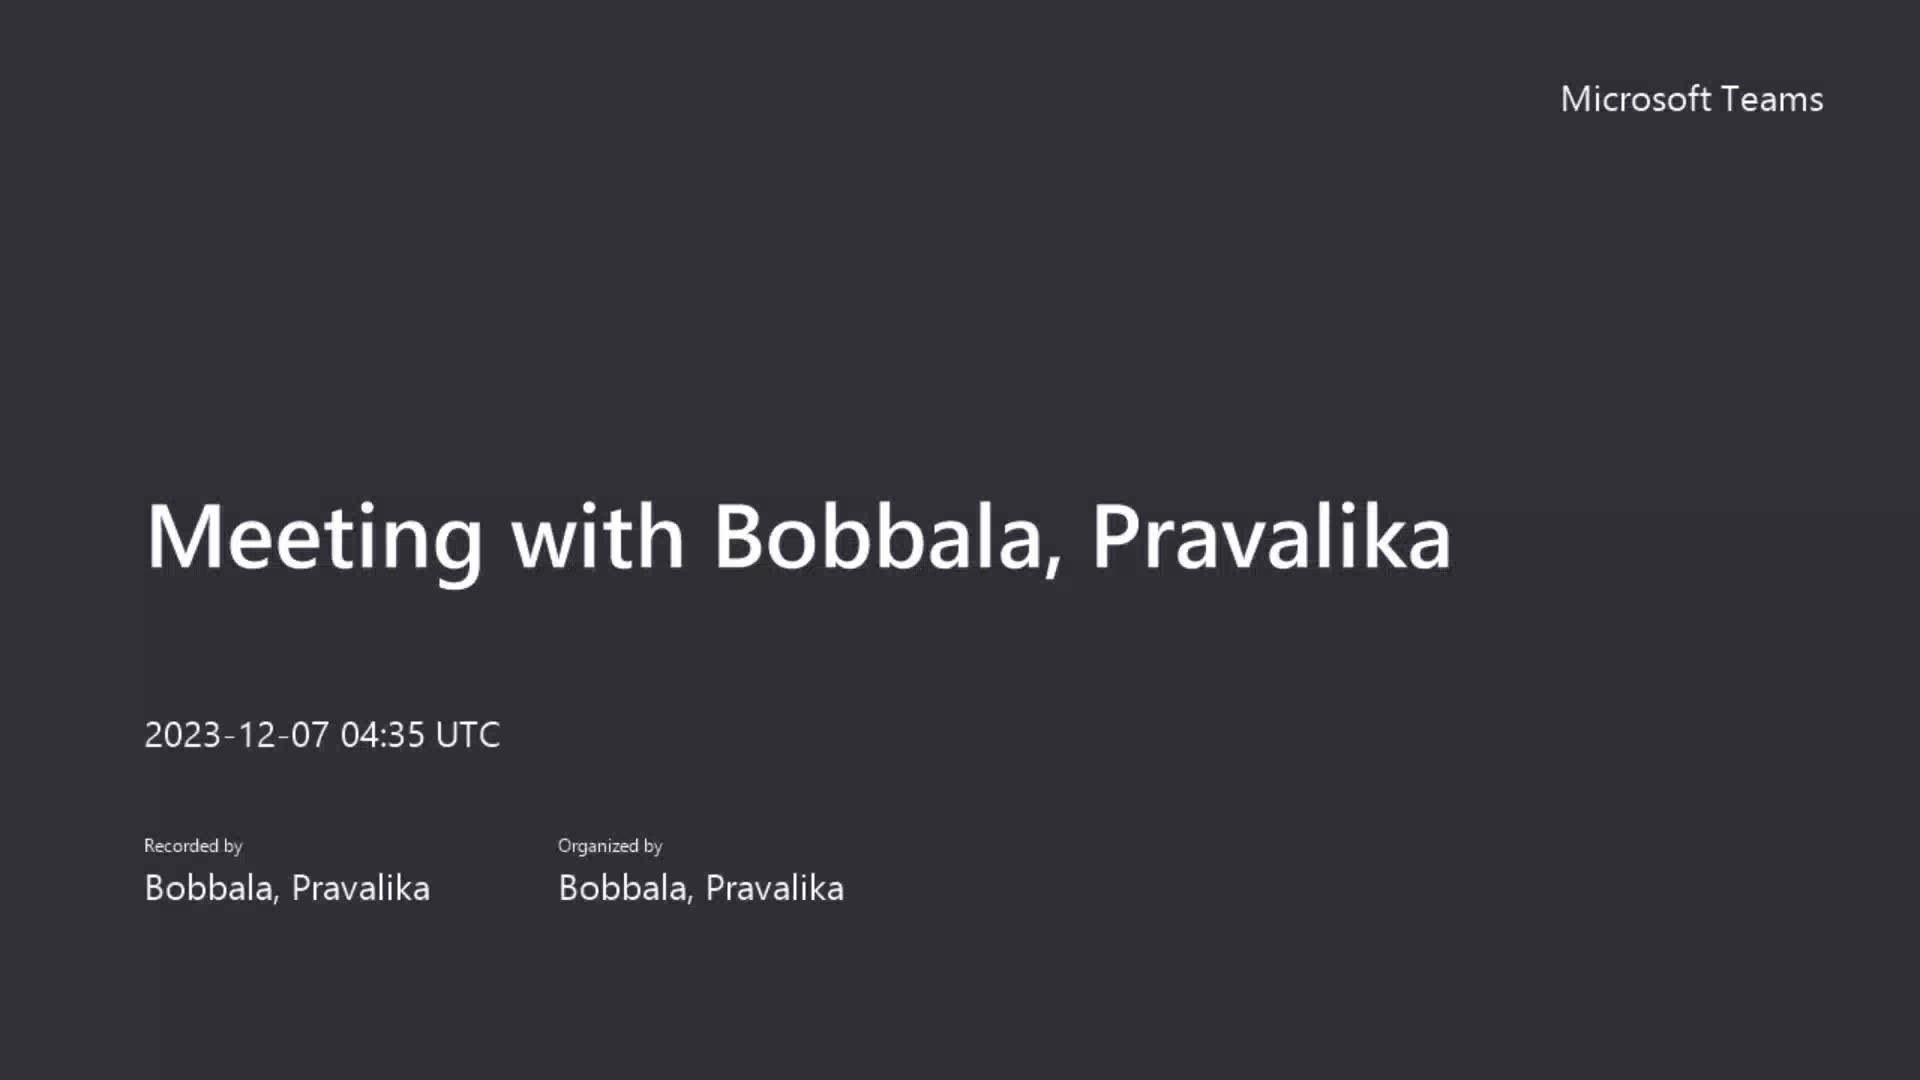 Microsoft Teams
Meeting with Bobbala, Pravalika
2023-12-07 04:35 UTC
Recorded by
Bobbala, Pravalika
Organized by
Bobbala, Pravalika